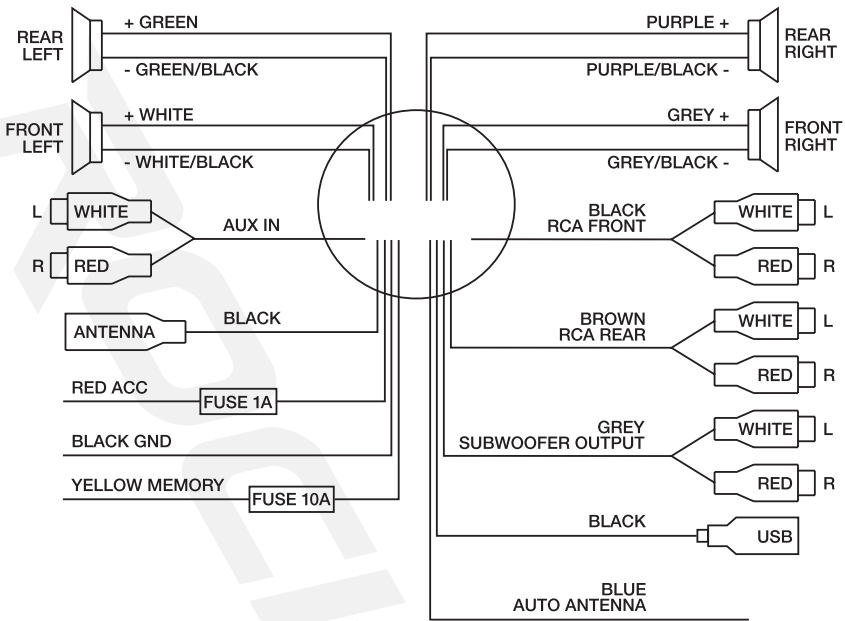 REAR
LEFT
+ GREEN
- GREEN/BLACK
FRONT
LEFT
+ WHITE
- WHITE/BLACK
L WHITE
R RED
AUX IN
ANTENNA
BLACK
RED ACC
FUSE 1A
BLACK GND
YELLOW MEMORY
FUSE 10A
PURPLE +
PURPLE/BLACK -
REAR
RIGHT
GREY +
GREY/BLACK -
FRONT
RIGHT
BLACK
RCA FRONT
WHITE L
RED R
BROWN
RCA REAR
WHITE L
RED R
GREY
SUBWOOFER OUTPUT
WHITE L
RED R
BLACK
USB
BLUE
AUTO ANTENNA